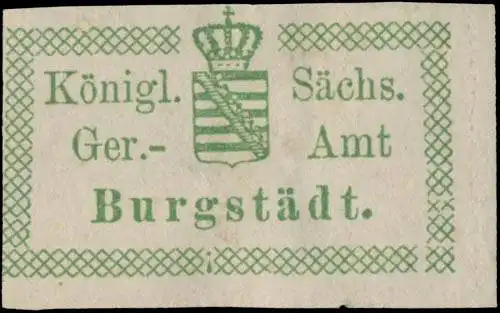 Königl. Sächs.
Ger.- Amt
Burgstädt.